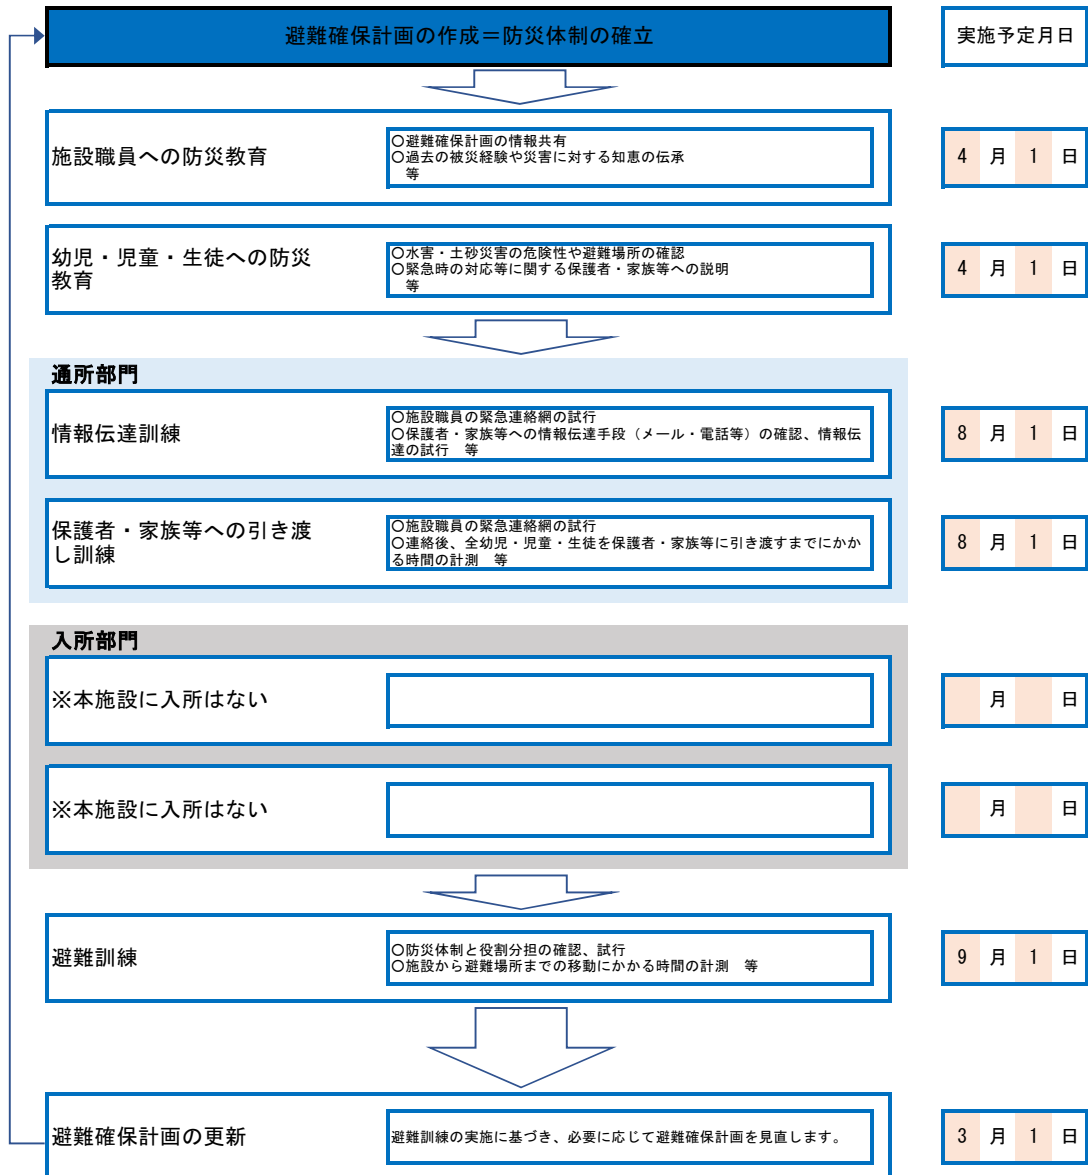 避難確保計画の作成＝防災体制の確立
実施予定月日
施設職員への防災教育
〇避難確保計画の情報共有
〇過去の被災経験や災害に対する知恵の伝承
等
4 月 1 日
幼児・児童・生徒への防災
教育
〇水害・土砂災害の危険性や避難場所の確認
〇緊急時の対応等に関する保護者・家族等への説明
等
4 月 1 日
通所部門
情報伝達訓練
〇施設職員の緊急連絡網の試行
〇保護者・家族等への情報伝達手段（メール・電話等）の確認、情報伝
達の試行　等
8 月 1 日
保護者・家族等への引き渡
し訓練
〇施設職員の緊急連絡網の試行
〇連絡後、全幼児・児童・生徒を保護者・家族等に引き渡すまでにかか
る時間の計測　等
8 月 1 日
入所部門
※本施設に入所はない
月 日
※本施設に入所はない
月 日
避難訓練
〇防災体制と役割分担の確認、試行
〇施設から避難場所までの移動にかかる時間の計測　等
9 月 1 日
避難確保計画の更新
避難訓練の実施に基づき、必要に応じて避難確保計画を見直します。
3 月 1 日